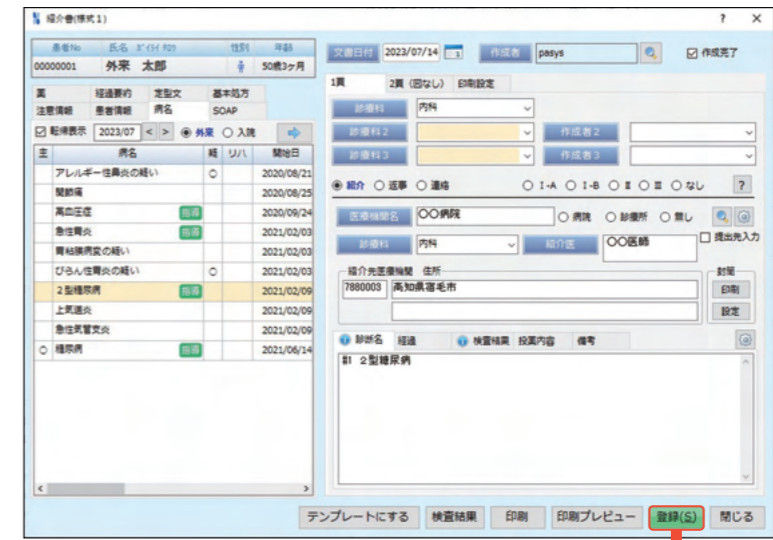 紹介書(様式1)
? ×
患者No 氏名 ｶﾞｲﾗｲ ﾀﾛｳ 性別 年齢
00000001 外来 太郎 50歳3ヶ月
文書日付 2023/07/14 作成者 pasys 作成完了
薬 経過要約 定型文 基本処方
注意情報 患者情報 病名 SOAP
転帰表示 2023/07 < > 外来 入院
主 病名 疑 リハ 開始日
アレルギー性鼻炎の疑い ○ 2020/08/21
関節痛 2020/08/25
高血圧症 指導 2020/09/24
急性胃炎 指導 2021/02/03
胃粘膜病変の疑い 2021/02/03
びらん性胃炎の疑い ○ 2021/02/03
2型糖尿病 指導 2021/02/09
上気道炎 2021/02/09
急性気管支炎 2021/02/09
○ 糖尿病 指導 2021/06/14
1頁 2頁(図なし) 印刷設定
診療科 内科
診療科2 作成者2
診療科3 作成者3
紹介 返事 連絡 I-A I-B II III なし ?
医療機関名 〇〇病院 病院 診療所 無し
診療科 内科 紹介医 〇〇医師 提出先入力
紹介先医療機関 住所 封筒
7880003 高知県宿毛市 印刷
設定
診断名 経過 検査結果 投薬内容 備考
#1 2型糖尿病
テンプレートにする 検査結果 印刷 印刷プレビュー 登録(S) 閉じる